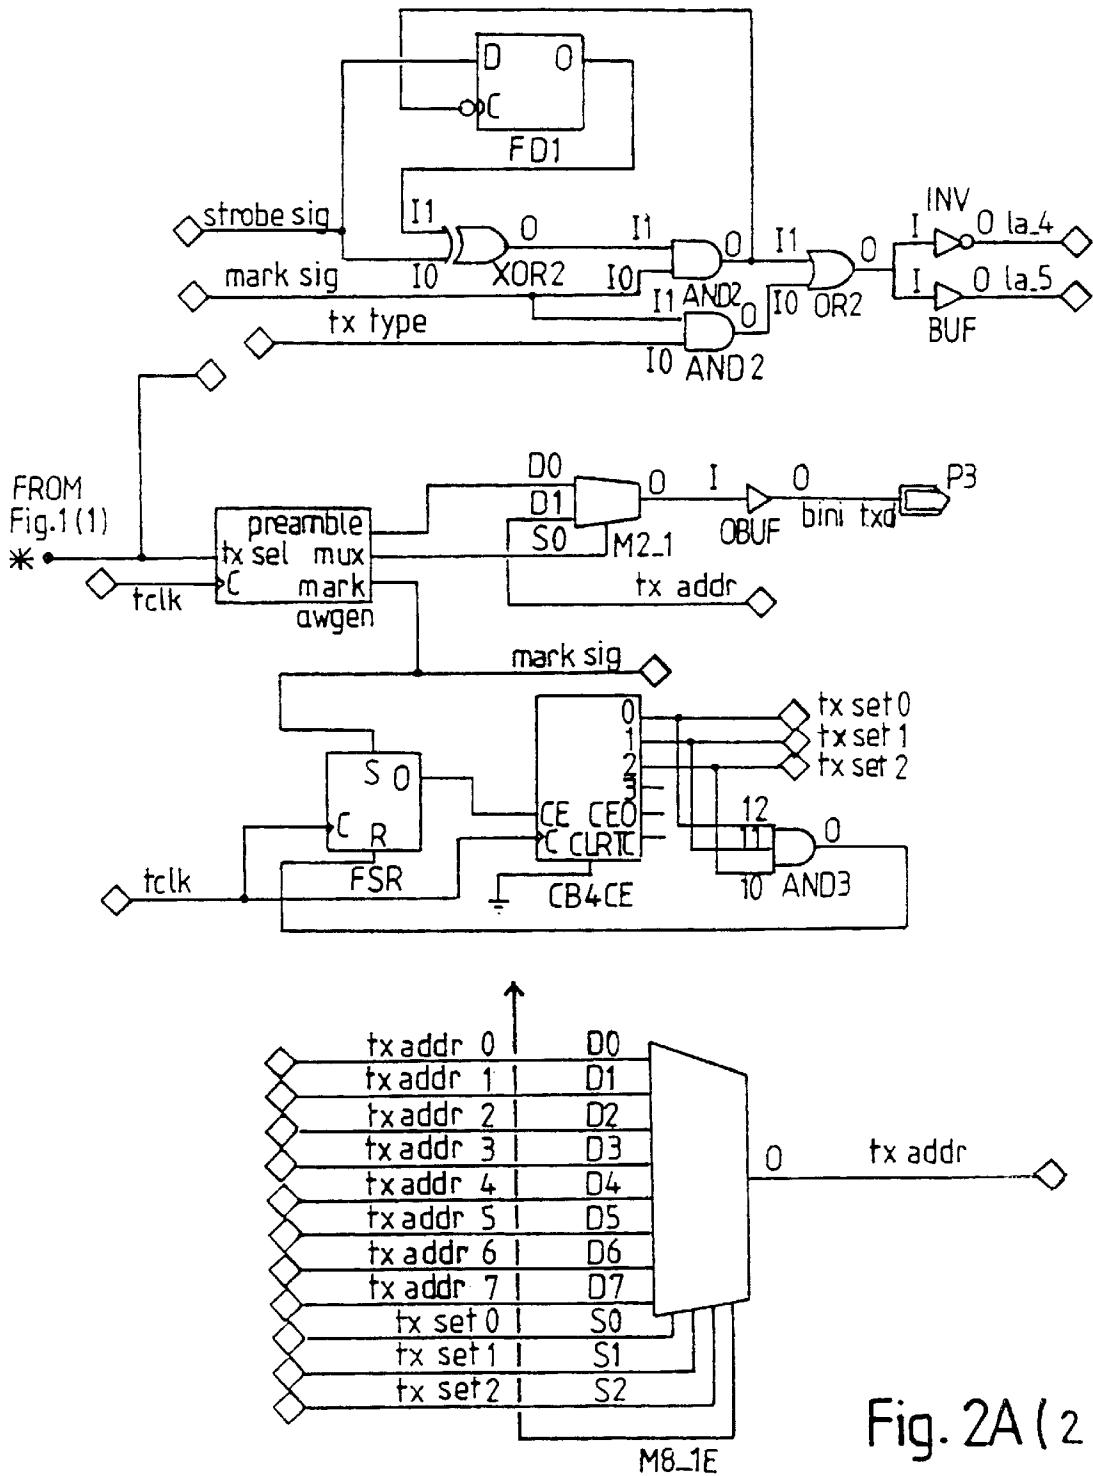 D O
C
FD1
strobe sig
I1
O
I0
XOR2
mark sig
I1
O
I0
AND2
tx type
I1
O
I0
AND2
I1
O
I0
OR2
INV
I
O la_4
I
O la_5
BUF
FROM
Fig.1(1)
preamble
tx sel mux
C mark
awgen
tclk
D0
D1
S0
O
M2_1
I
O
OBUF
bini txd
P3
tx addr
mark sig
S O
C
R
FSR
tclk
0
1
2
3
CE CEO
C CLR TC
CB4CE
tx set 0
tx set 1
tx set 2
12
11
10
O
AND3
tx addr 0 D0
tx addr 1 D1
tx addr 2 D2
tx addr 3 D3
tx addr 4 D4
tx addr 5 D5
tx addr 6 D6
tx addr 7 D7
tx set 0 S0
tx set 1 S1
tx set 2 S2
O
tx addr
M8_1E
Fig. 2A (2